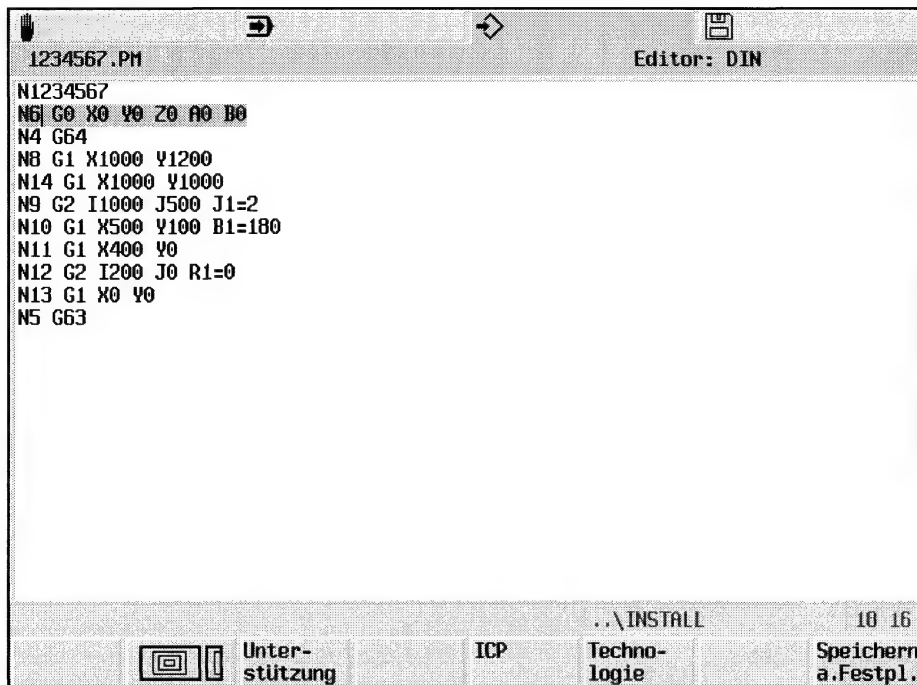 1234567.PM Editor: DIN
N1234567
N6 G0 X0 Y0 Z0 A0 B0
N4 G64
N8 G1 X1000 Y1200
N14 G1 X1000 Y1000
N9 G2 I1000 J500 J1=2
N10 G1 X500 Y100 B1=180
N11 G1 X400 Y0
N12 G2 I200 J0 R1=0
N13 G1 X0 Y0
N5 G63
..\INSTALL 18 16
Unter- ICP Techno- Speichern
stützung logie a.Festpl.